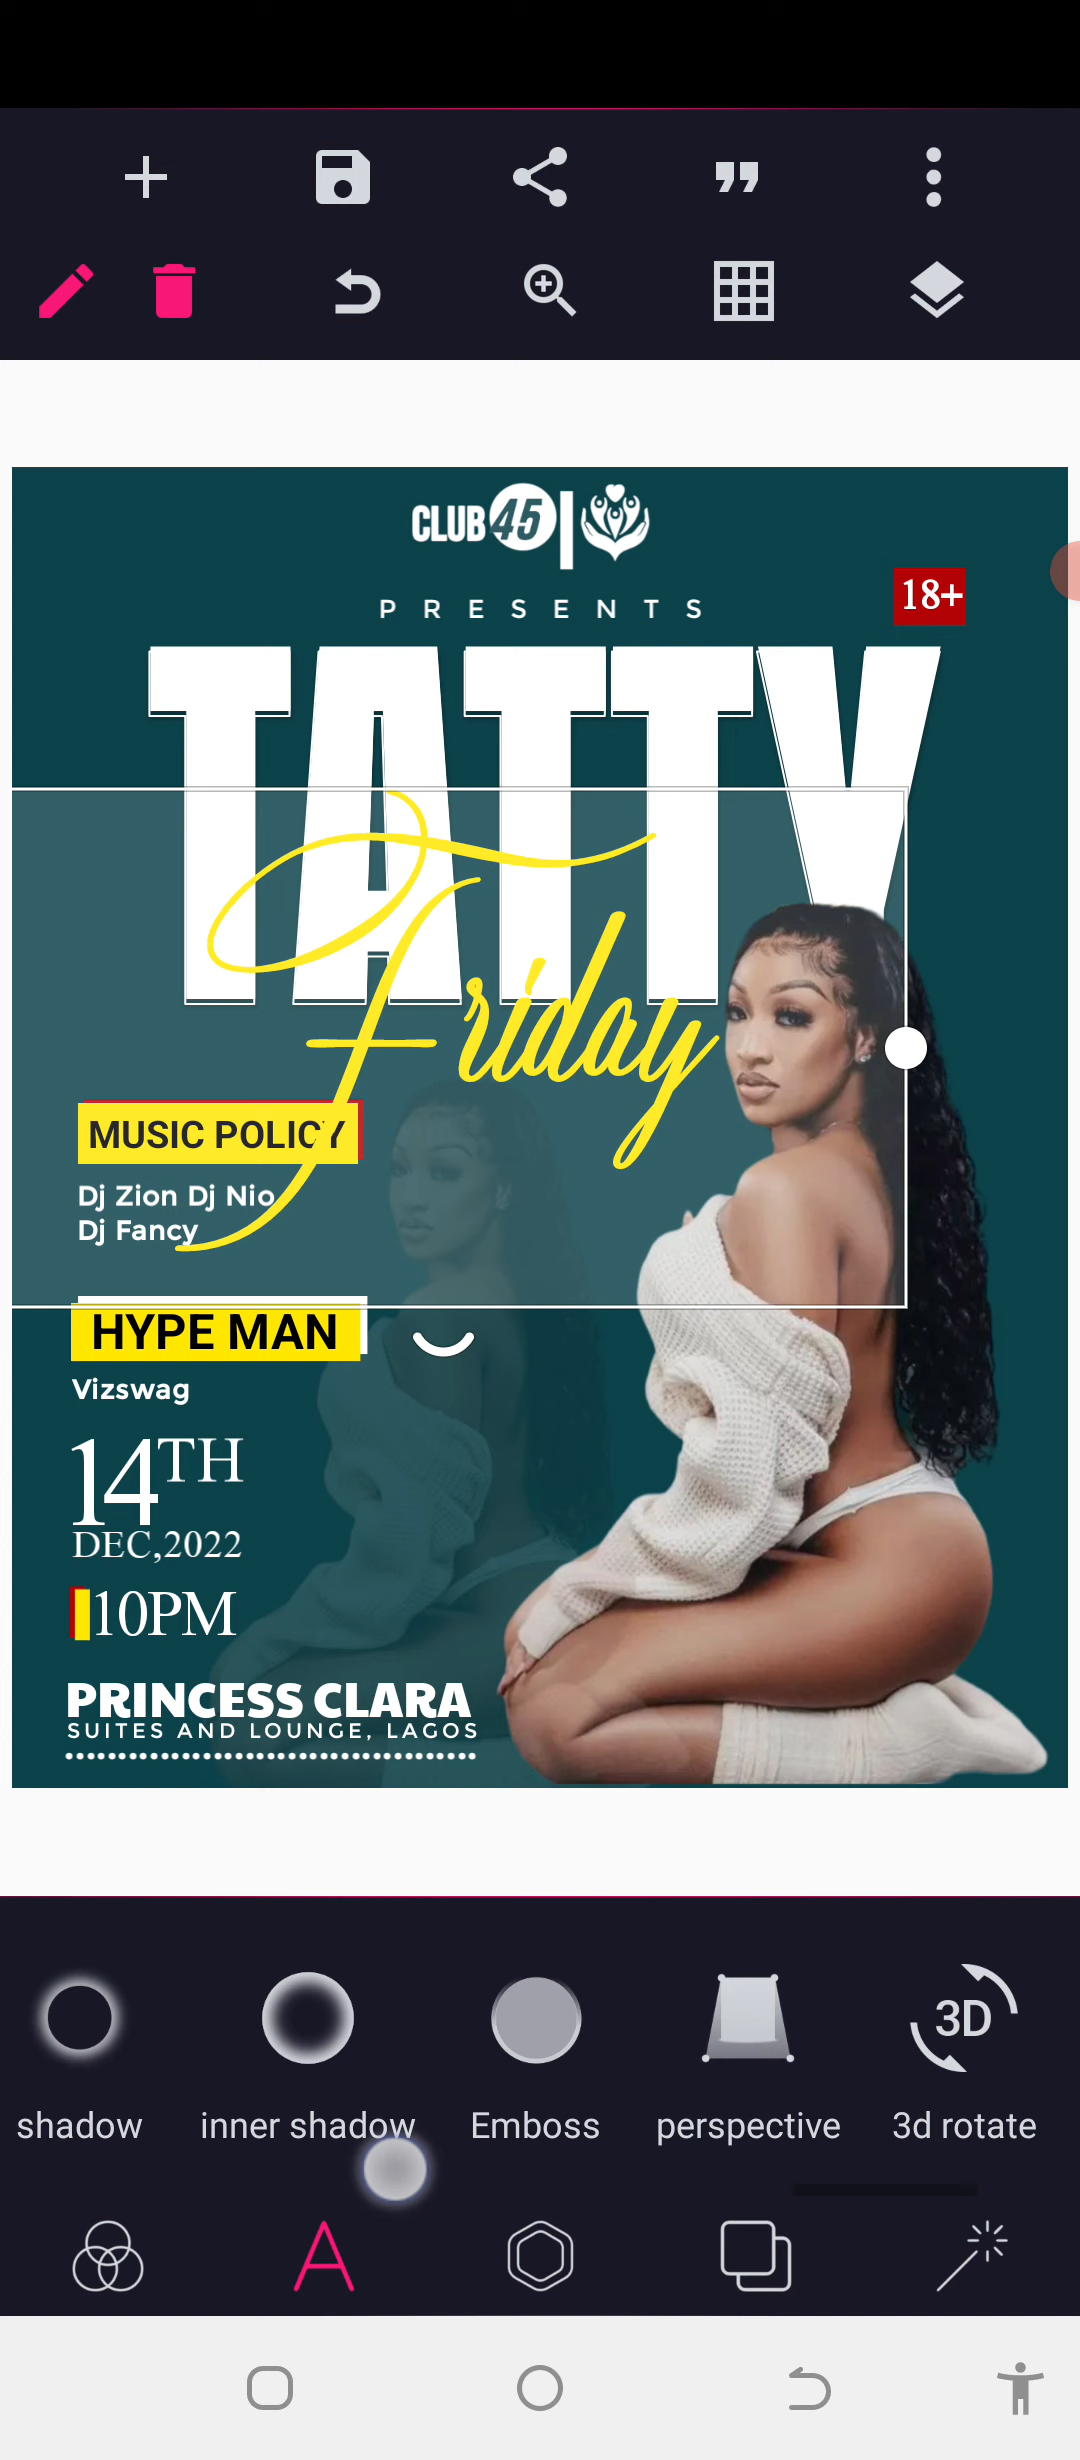 CLUB 45
PRESENTS
18+
TATTY
Friday
MUSIC POLICY
Dj Zion Dj Nio
Dj Fancy
HYPE MAN
Vizswag
14TH
DEC,2022
10PM
PRINCESS CLARA
SUITES AND LOUNGE, LAGOS
shadow
inner shadow
Emboss
perspective
3D
3d rotate